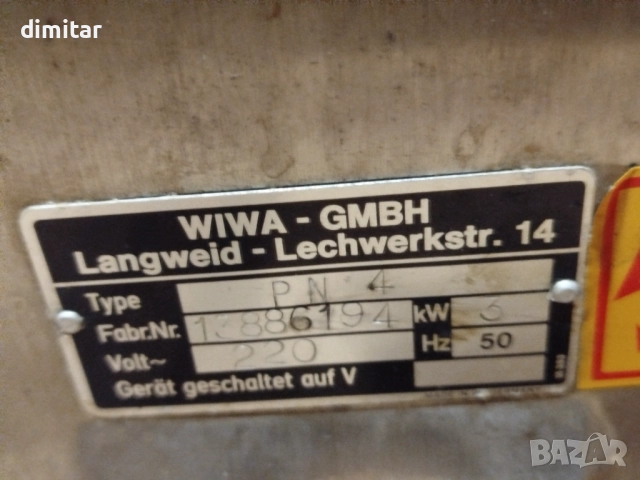 dimitar
WIWA - GMBH
Langweid - Lechwerkstr. 14
Type PN 4
Fabr.Nr. 13886194 kW 3
Volt~ 220 Hz 50
Gerät geschaltet auf V
BAZAR